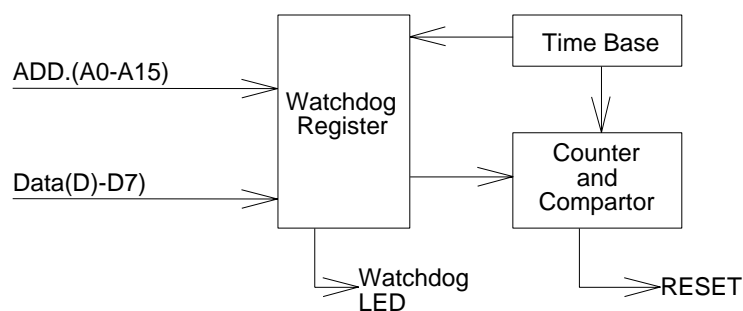 ADD.(A0-A15)
Data(D)-D7)
Watchdog
Register
Time Base
Counter
and
Compartor
Watchdog
LED
RESET